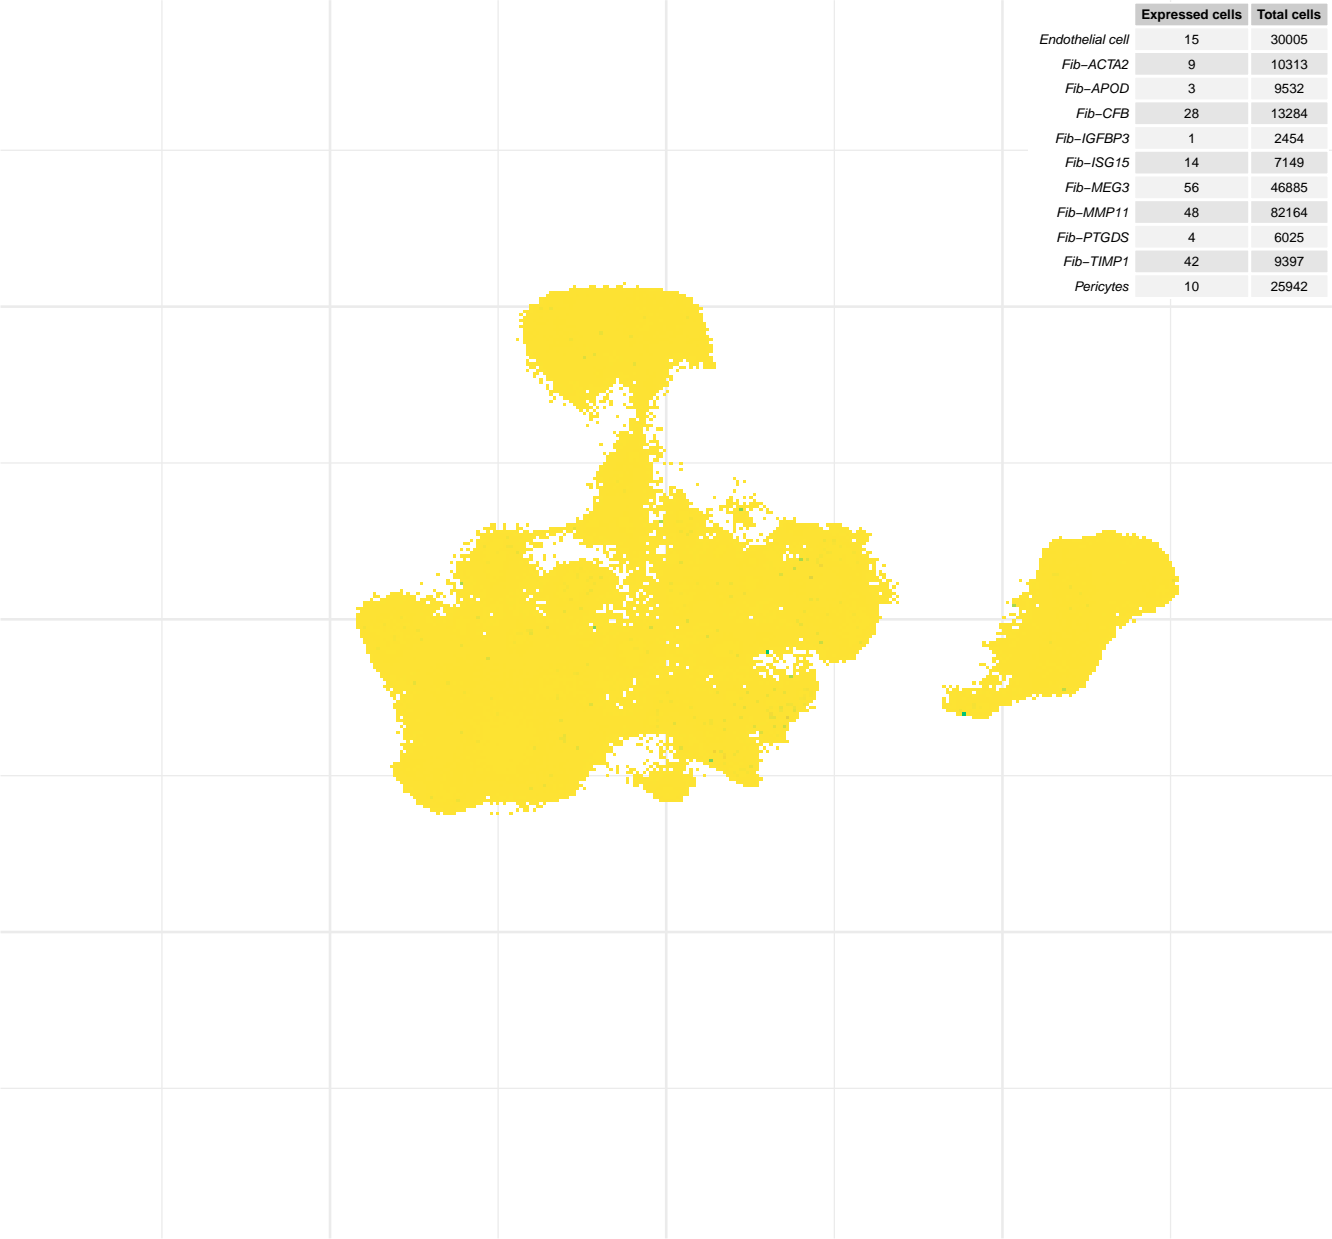 Expressed cells Total cells
Endothelial cell 15 30005
Fib−ACTA2 9 10313
Fib−APOD 3 9532
Fib−CFB 28 13284
Fib−IGFBP3 1 2454
Fib−ISG15 14 7149
Fib−MEG3 56 46885
Fib−MMP11 48 82164
Fib−PTGDS 4 6025
Fib−TIMP1 42 9397
Pericytes 10 25942